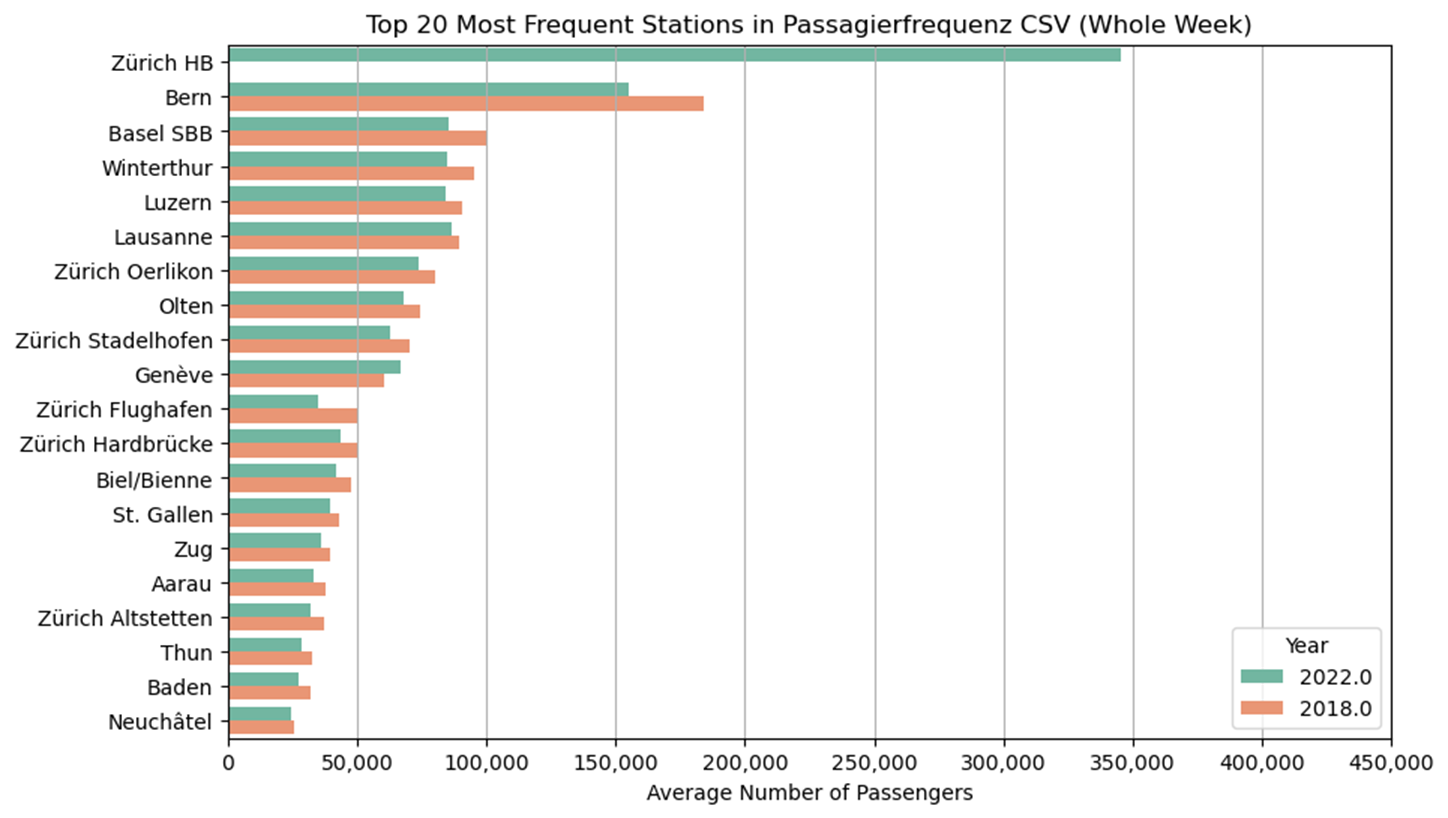 Top 20 Most Frequent Stations in Passagierfrequenz CSV (Whole Week)
Zürich HB
Bern
Basel SBB
Winterthur
Luzern
Lausanne
Zürich Oerlikon
Olten
Zürich Stadelhofen
Genève
Zürich Flughafen
Zürich Hardbrücke
Biel/Bienne
St. Gallen
Zug
Aarau
Zürich Altstetten
Thun
Baden
Neuchâtel
Year
2022.0
2018.0
0 50,000 100,000 150,000 200,000 250,000 300,000 350,000 400,000 450,000
Average Number of Passengers